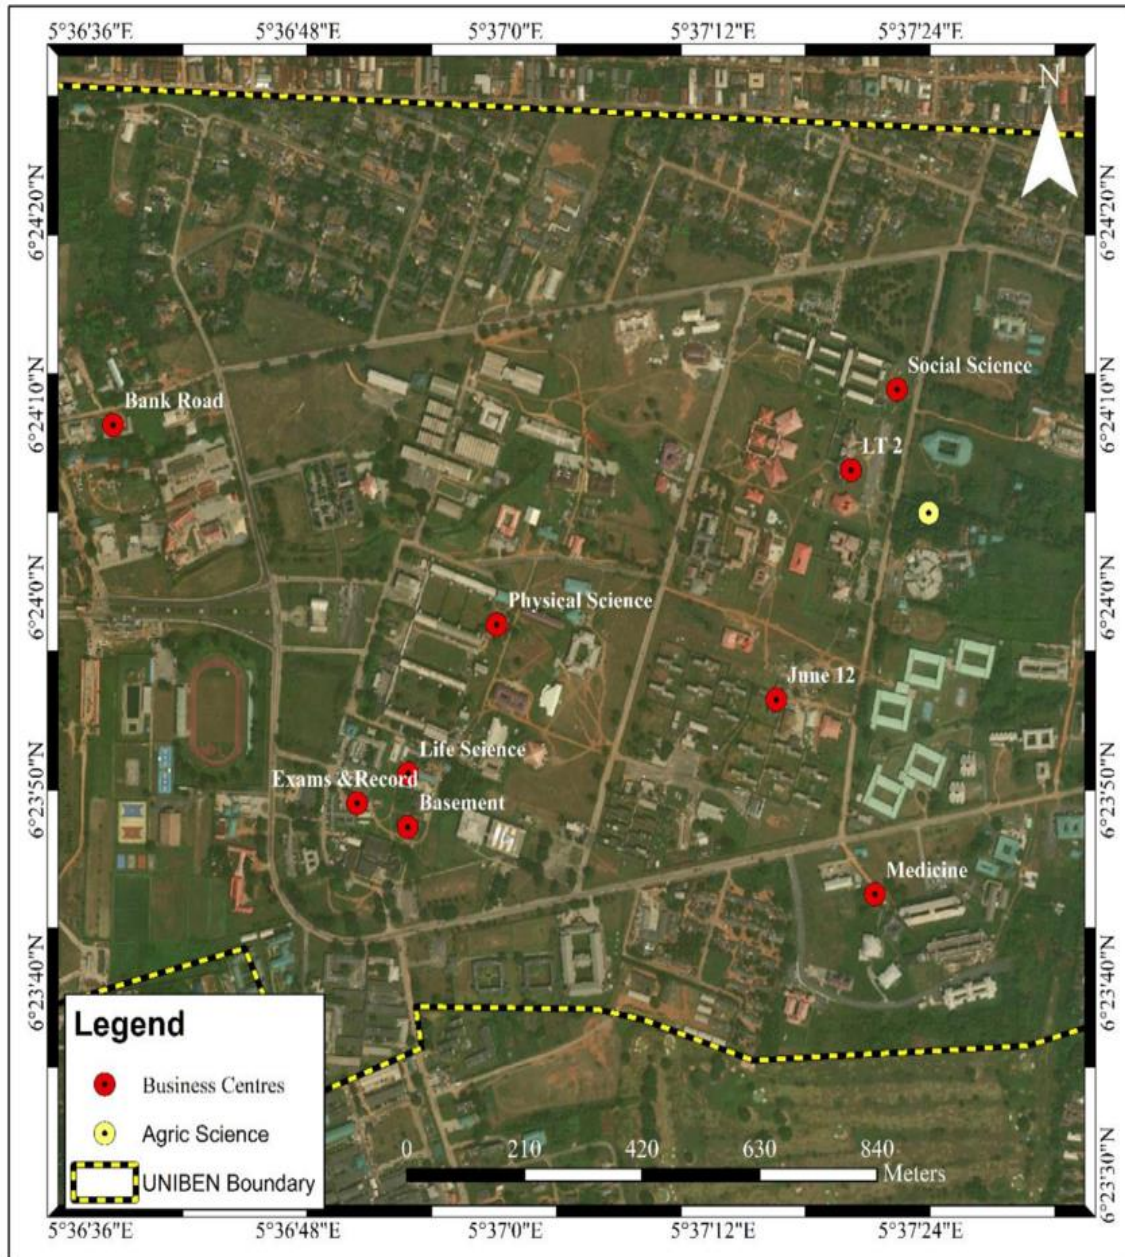 5°36'36"E 5°36'48"E 5°37'0"E 5°37'12"E 5°37'24"E
N
6°24'20"N 6°24'20"N
Social Science
6°24'10"N 6°24'10"N
Bank Road
LT 2
6°24'0"N 6°24'0"N
Physical Science
June 12
Life Science
Exams &Record
6°23'50"N 6°23'50"N
Basement
Medicine
6°23'40"N 6°23'40"N
Legend
Business Centres
Agric Science
UNIBEN Boundary
0 210 420 630 840
Meters
6°23'30"N
5°36'36"E 5°36'48"E 5°37'0"E 5°37'12"E 5°37'24"E